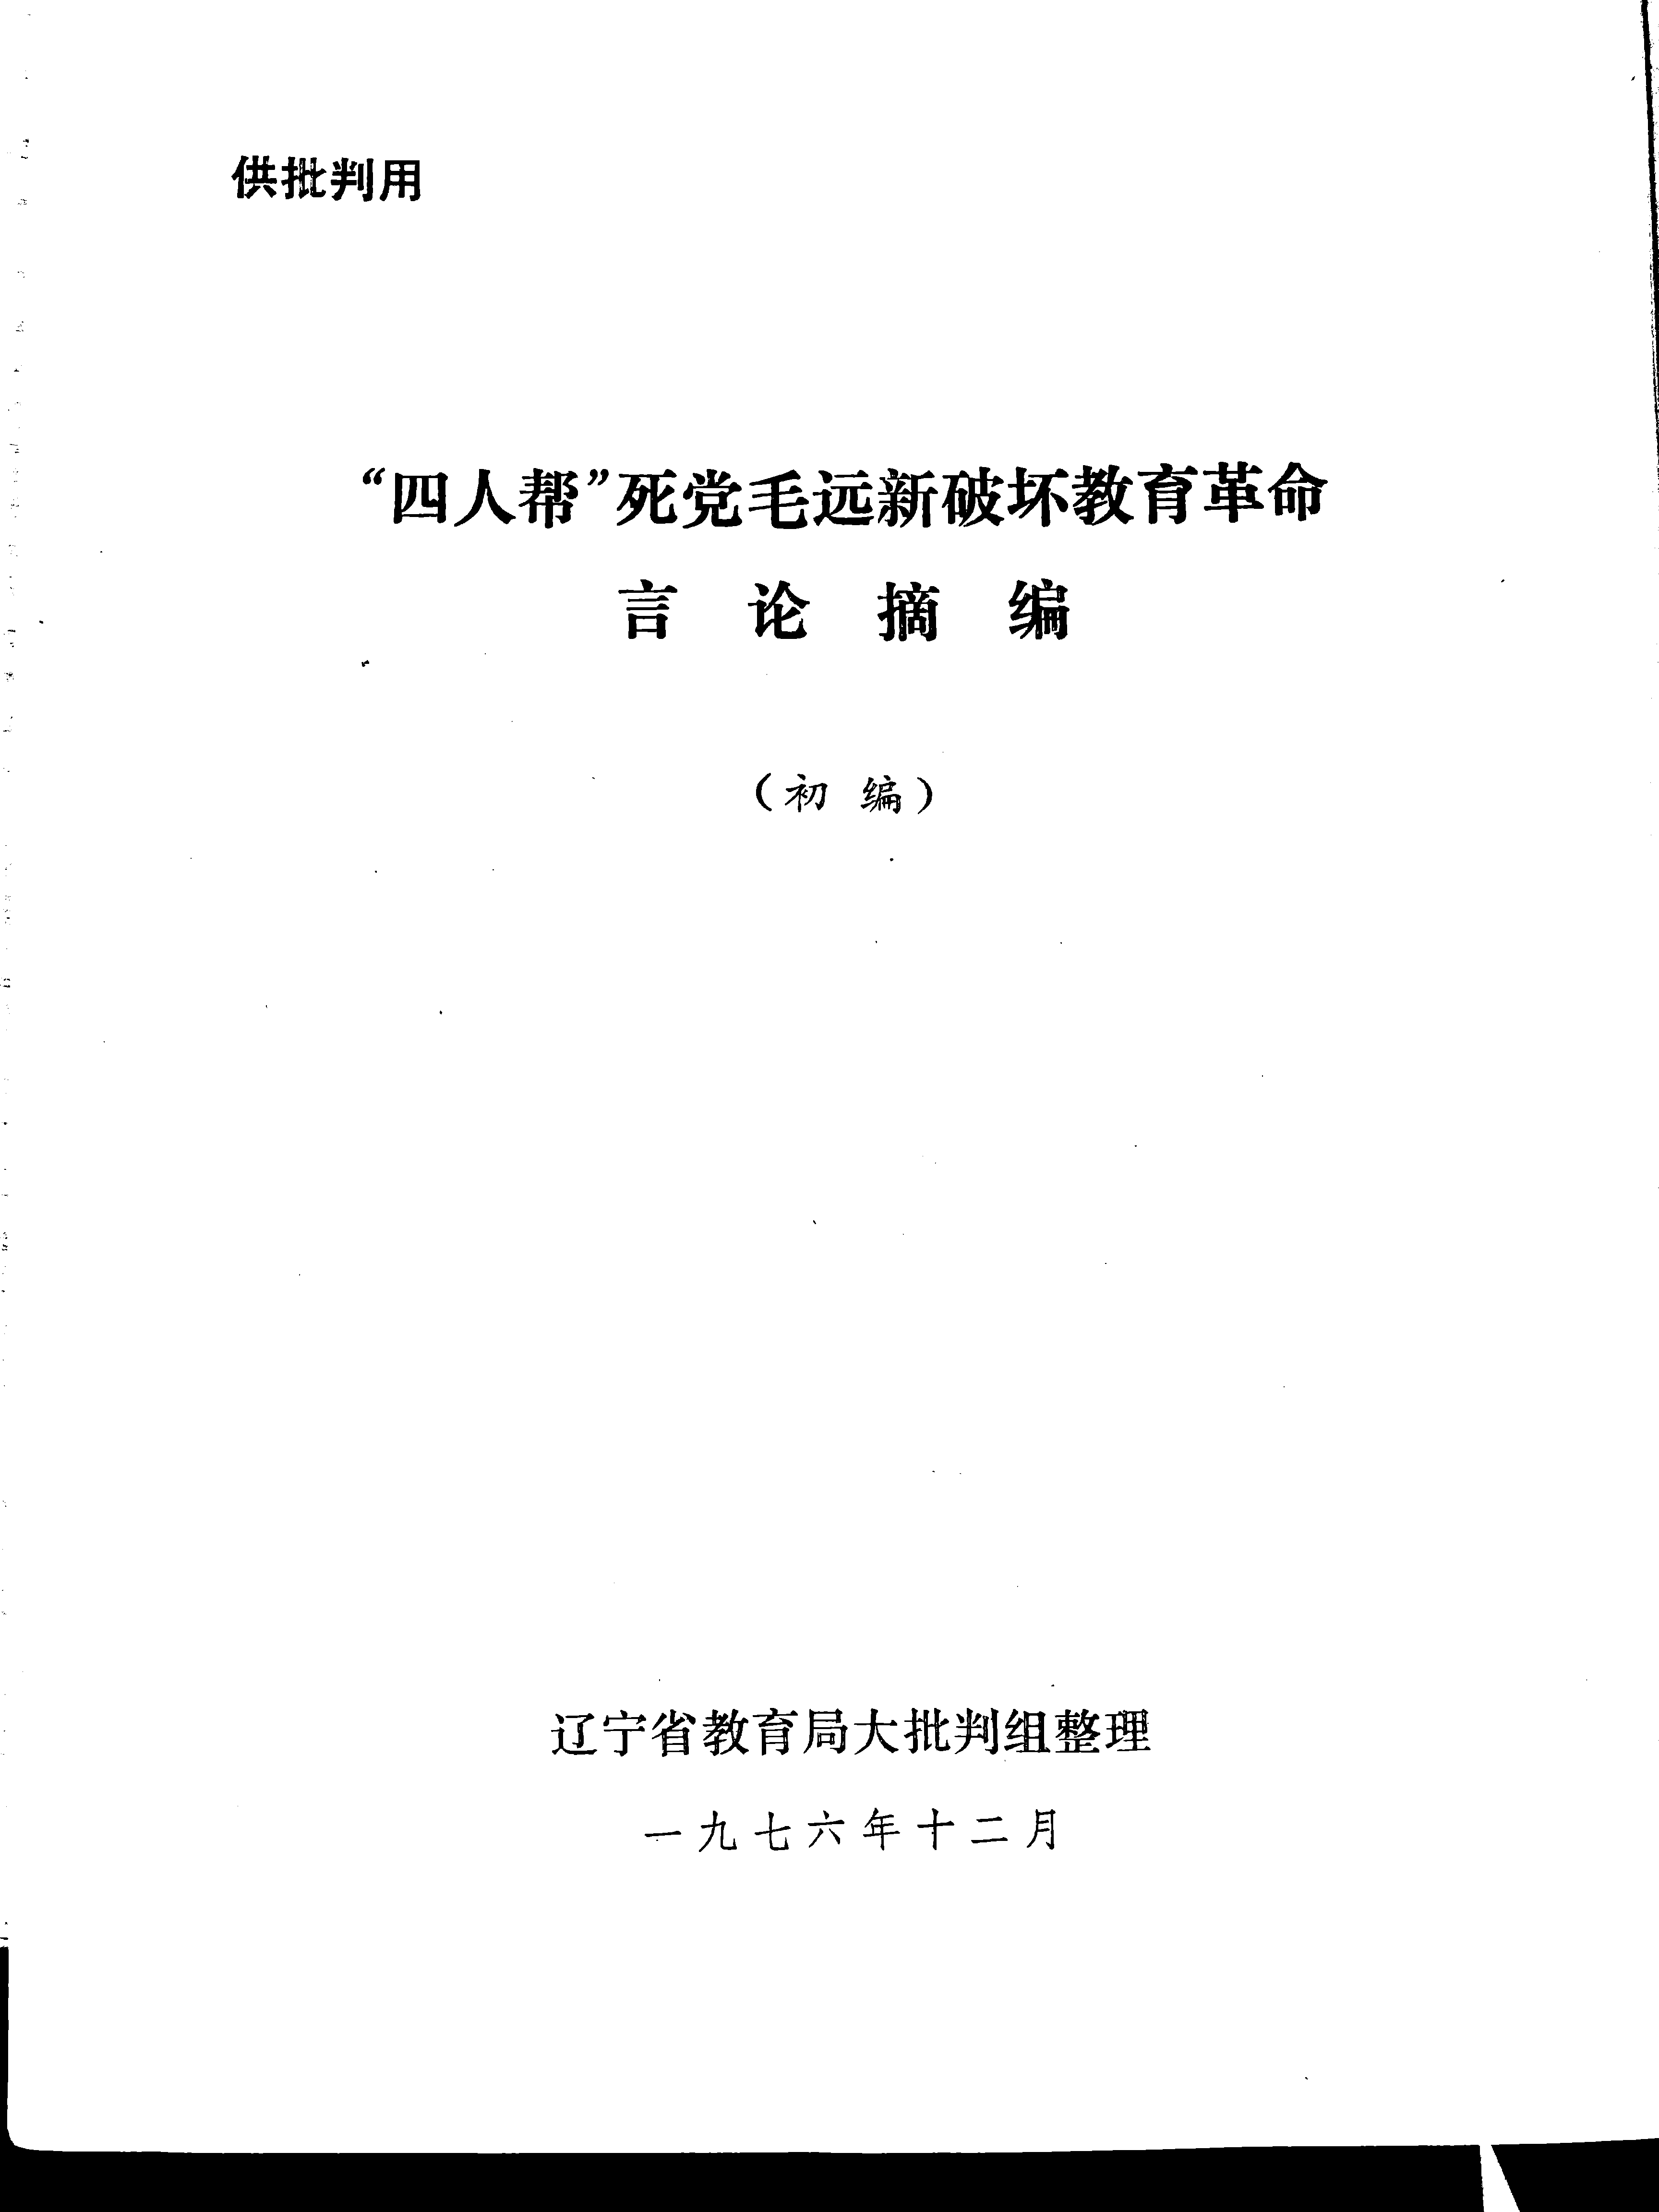 供批判用
“四人帮”死党毛远新破坏教育革命
言论摘编
（初编）
辽宁省教育局大批判组整理
一九七六年十二月